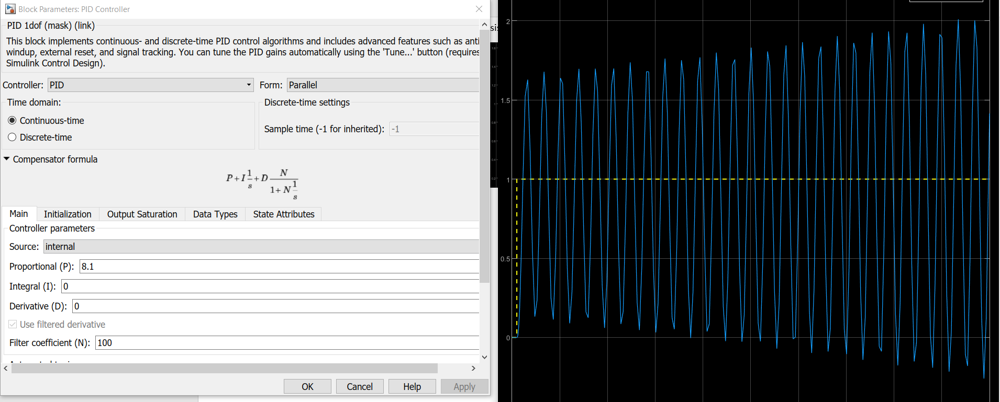 Block Parameters: PID Controller
PID 1dof (mask) (link)
This block implements continuous- and discrete-time PID control algorithms and includes advanced features such as anti
windup, external reset, and signal tracking. You can tune the PID gains automatically using the 'Tune...' button (requires
Simulink Control Design).
Controller: PID
Form: Parallel
Time domain:
Continuous-time
Discrete-time
Discrete-time settings
Sample time (-1 for inherited): -1
Compensator formula
P + I 1/s + D N/(1 + N 1/s)
Main Initialization Output Saturation Data Types State Attributes
Controller parameters
Source: internal
Proportional (P): 8.1
Integral (I): 0
Derivative (D): 0
Use filtered derivative
Filter coefficient (N): 100
OK Cancel Help Apply
2
1.5
1
0.5
0